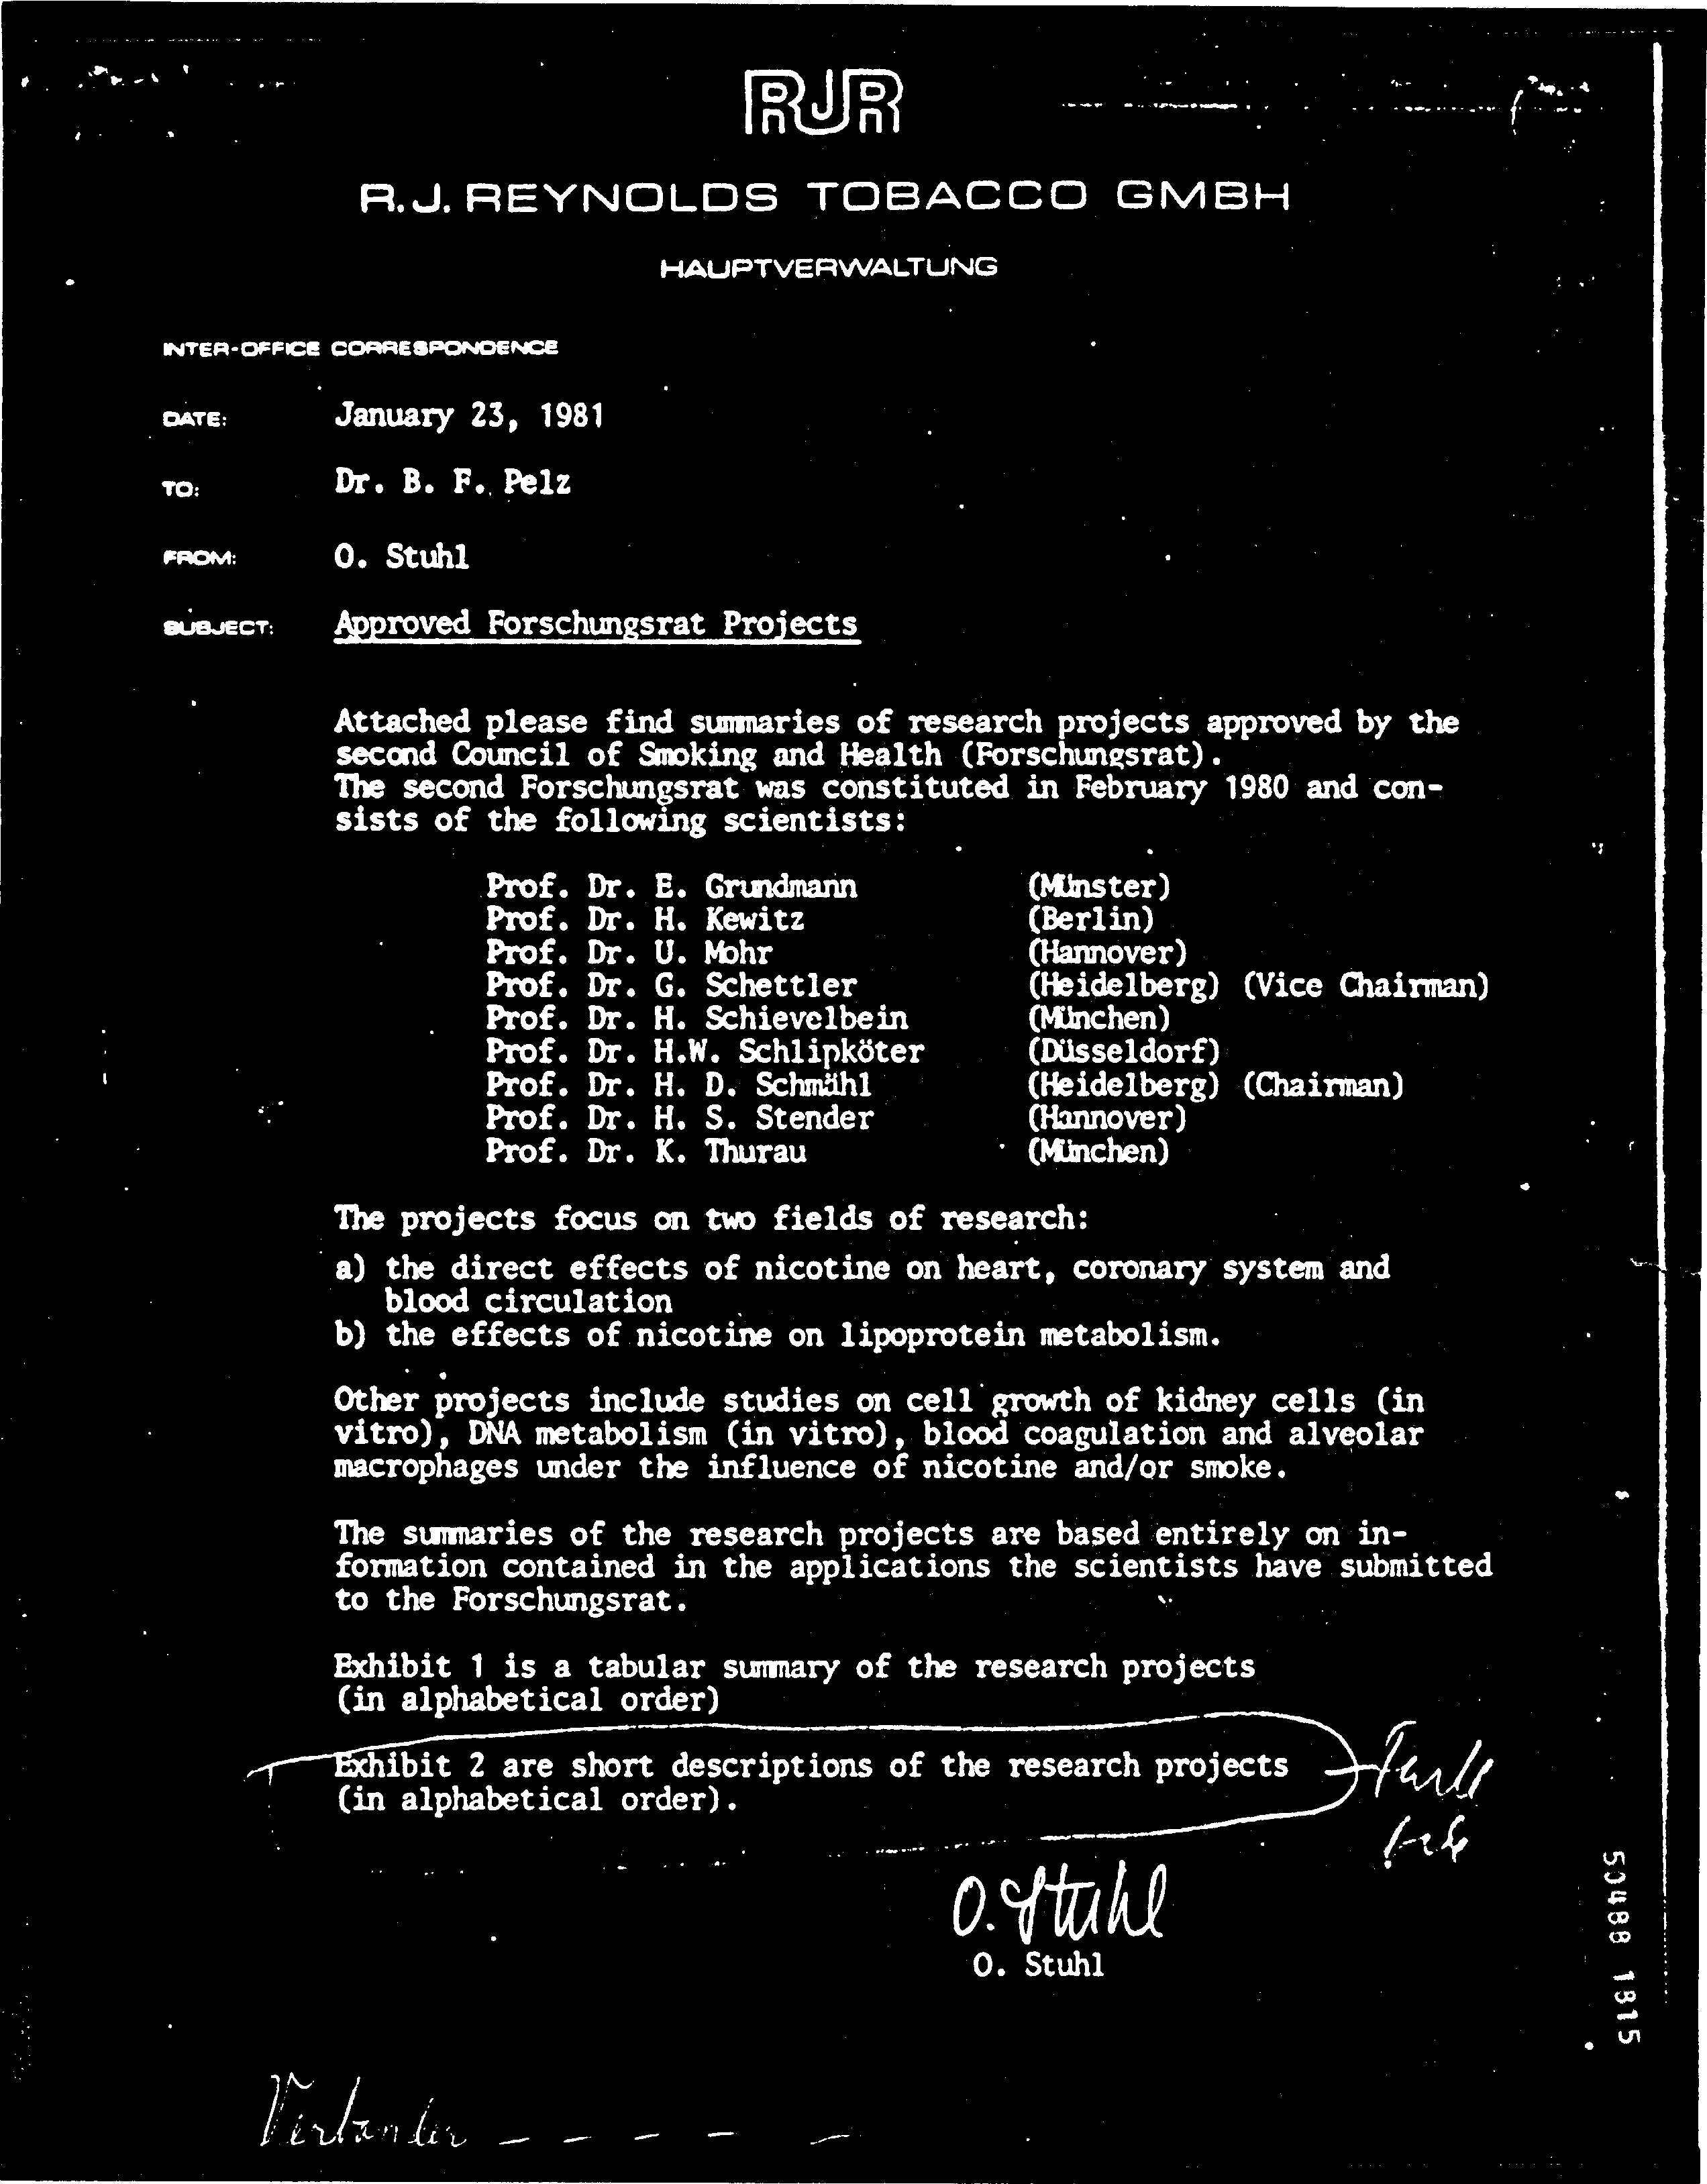 RJR
R.J. REYNOLDS TOBACCO GMBH
HAUPTVERWALTUNG
INTER-OFFICE CORRESPONDENCE
DATE: January 23, 1981
TO: Dr. B. F. Pelz
FROM: O. Stuhl
SUBJECT: Approved Forschungsrat Projects
Attached please find summaries of research projects approved by the
second Council of Smoking and Health (Forschungsrat).
The second Forschungsrat was constituted in February 1980 and con-
sists of the following scientists:
Prof. Dr. E. Grundmann (Münster)
Prof. Dr. H. Kewitz (Berlin)
Prof. Dr. U. Mohr (Hannover)
Prof. Dr. G. Schettler (Heidelberg) (Vice Chairman)
Prof. Dr. H. Schievelbein (München)
Prof. Dr. H.W. Schlipköter (Düsseldorf)
Prof. Dr. H. D. Schmähl (Heidelberg) (Chairman)
Prof. Dr. H. S. Stender (Hannover)
Prof. Dr. K. Thurau (München)
The projects focus on two fields of research:
a) the direct effects of nicotine on heart, coronary system and
blood circulation
b) the effects of nicotine on lipoprotein metabolism.
Other projects include studies on cell growth of kidney cells (in
vitro), DNA metabolism (in vitro), blood coagulation and alveolar
macrophages under the influence of nicotine and/or smoke.
The summaries of the research projects are based entirely on in-
formation contained in the applications the scientists have submitted
to the Forschungsrat.
Exhibit 1 is a tabular summary of the research projects
(in alphabetical order)
Exhibit 2 are short descriptions of the research projects
(in alphabetical order).
O. Stuhl
O. Stuhl
50488 1815